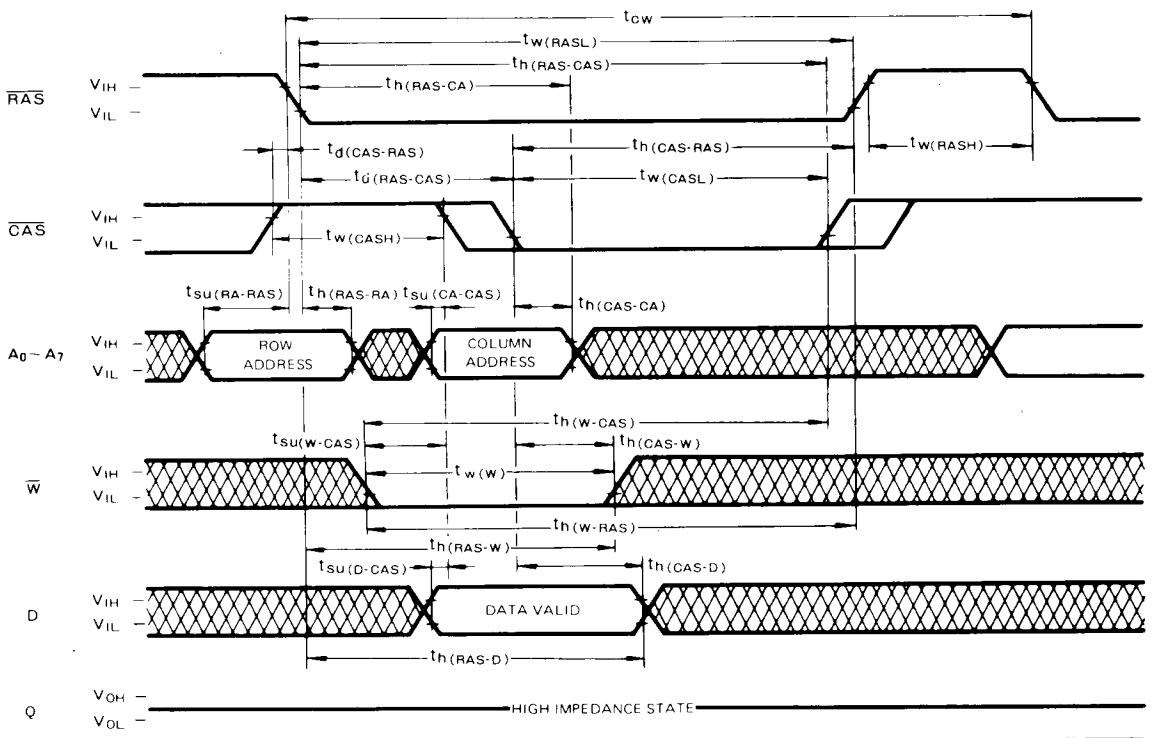 tCW
tW(RASL)
th(RAS-CAS)
th(RAS-CA)
RAS
VIH
VIL
td(CAS-RAS)
th(CAS-RAS)
tW(RASH)
td(RAS-CAS)
tW(CASL)
CAS
VIH
VIL
tW(CASH)
tsu(RA-RAS)
th(RAS-RA)
tsu(CA-CAS)
th(CAS-CA)
A0-A7
VIH
VIL
ROW
ADDRESS
COLUMN
ADDRESS
th(W-CAS)
tsu(W-CAS)
th(CAS-W)
W
VIH
VIL
tw(W)
th(W-RAS)
th(RAS-W)
tsu(D-CAS)
th(CAS-D)
D
VIH
VIL
DATA VALID
th(RAS-D)
Q
VOH
VOL
HIGH IMPEDANCE STATE